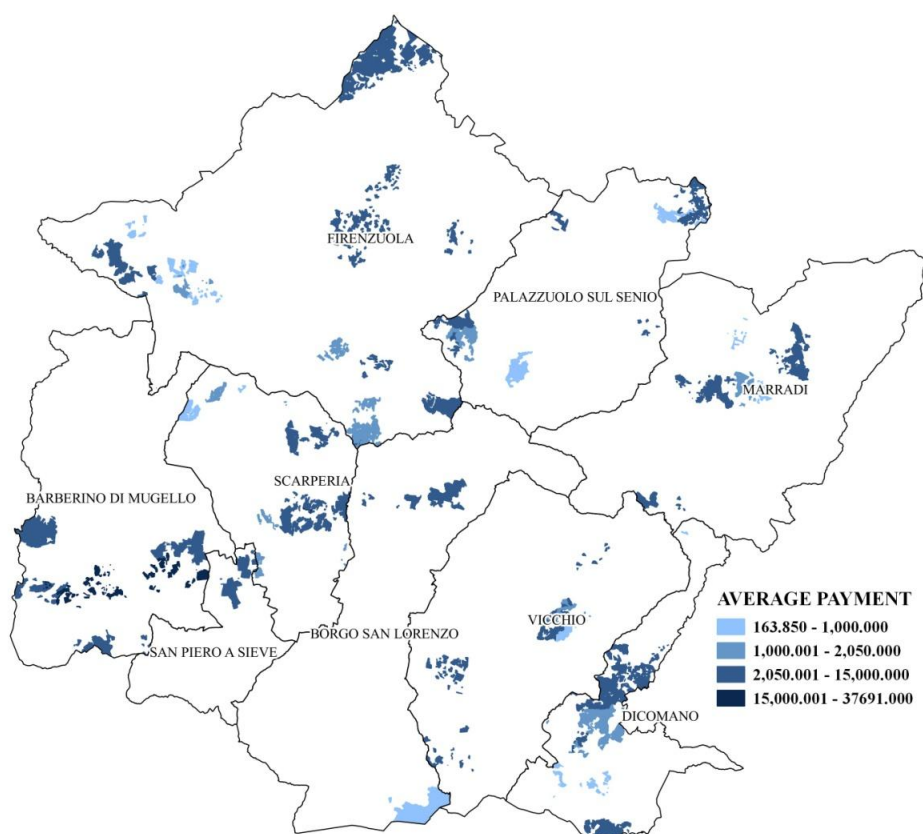 FIRENZUOLA
PALAZZUOLO SUL SENIO
MARRADI
SCARPERIA
BARBERINO DI MUGELLO
VICCHIO
BORGO SAN LORENZO
SAN PIERO A SIEVE
DICOMANO
AVERAGE PAYMENT
163.850 - 1,000.000
1,000.001 - 2,050.000
2,050.001 - 15,000.000
15,000.001 - 37691.000